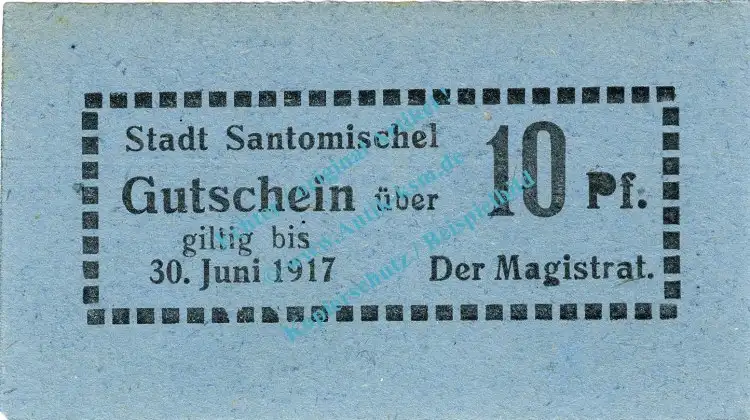 Stadt Santomischel
Gutschein über 10 Pf.
giltig bis
30. Juni 1917 Der Magistrat.